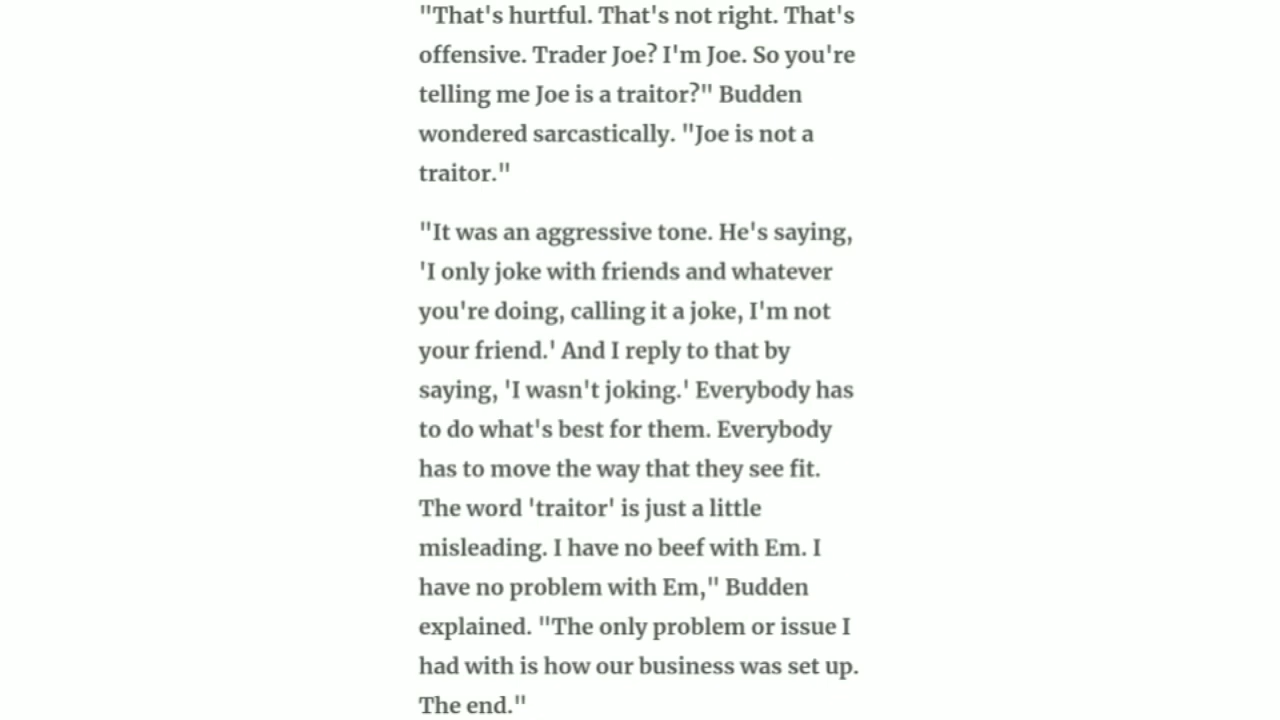 "That's hurtful. That's not right. That's
offensive. Trader Joe? I'm Joe. So you're
telling me Joe is a traitor?" Budden
wondered sarcastically. "Joe is not a
traitor."
"It was an aggressive tone. He's saying,
'I only joke with friends and whatever
you're doing, calling it a joke, I'm not
your friend.' And I reply to that by
saying, 'I wasn't joking.' Everybody has
to do what's best for them. Everybody
has to move the way that they see fit.
The word 'traitor' is just a little
misleading. I have no beef with Em. I
have no problem with Em," Budden
explained. "The only problem or issue I
had with is how our business was set up.
The end."